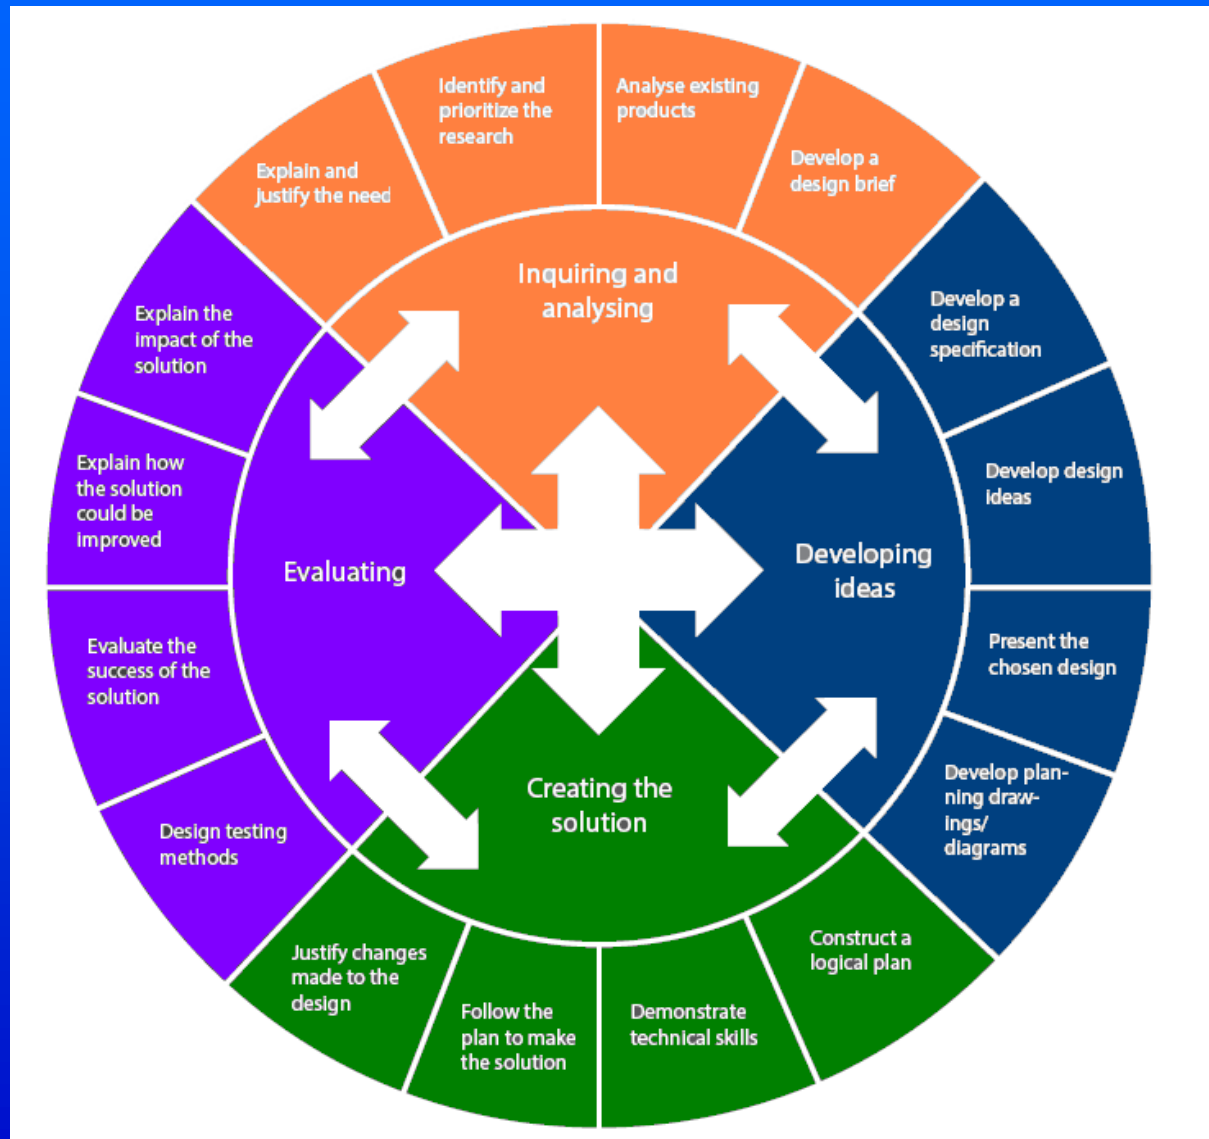 Identify and
prioritize the
research
Analyse existing
products
Explain and
justify the need
Develop a
design brief
Inquiring and
analysing
Explain the
impact of the
solution
Develop a
design
specification
Explain how
the solution
could be
improved
Develop design
ideas
Evaluating
Developing
ideas
Evaluate the
success of the
solution
Present the
chosen design
Creating the
solution
Develop plan-
ning draw-
ings/
diagrams
Design testing
methods
Justify changes
made to the
design
Construct a
logical plan
Follow the
plan to make
the solution
Demonstrate
technical skills